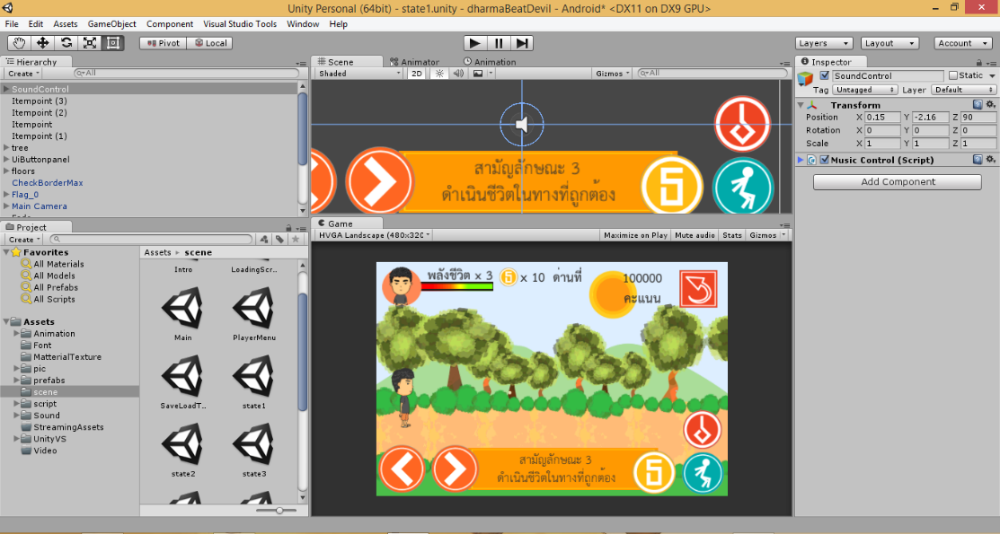 Unity Personal (64bit) - state1.unity - dharmaBeatDevil - Android* <DX11 on DX9 GPU>
File Edit Assets GameObject Component Visual Studio Tools Window Help
Pivot Local Layers Layout Account
Hierarchy
Create All
SoundControl
Itempoint (3)
Itempoint (2)
Itempoint
Itempoint (1)
tree
UiButtonpanel
floors
CheckBorderMax
Flag_0
Main Camera
Scene Animator Animation
Shaded 2D Gizmos All
สามัญลักษณะ 3
ดำเนินชีวิตในทางที่ถูกต้อง
Inspector
SoundControl Static
Tag Untagged Layer Default
Transform
Position X 0.15 Y -2.16 Z 90
Rotation X 0 Y 0 Z 0
Scale X 1 Y 1 Z 1
Music Control (Script)
Add Component
Project
Create
Favorites
All Materials
All Models
All Prefabs
All Scripts
Assets
Animation
Font
MatterialTexture
pic
prefabs
scene
script
Sound
StreamingAssets
UnityVS
Video
Assets scene
Intro LoadingScr...
Main PlayerMenu
SaveLoadT... state1
state2 state3
Game
HVGA Landscape (480x32 Maximize on Play Mute audio Stats Gizmos
พลังชีวิต x 3 x 10 ด่านที่ 100000
คะแนน
สามัญลักษณะ 3
ดำเนินชีวิตในทางที่ถูกต้อง